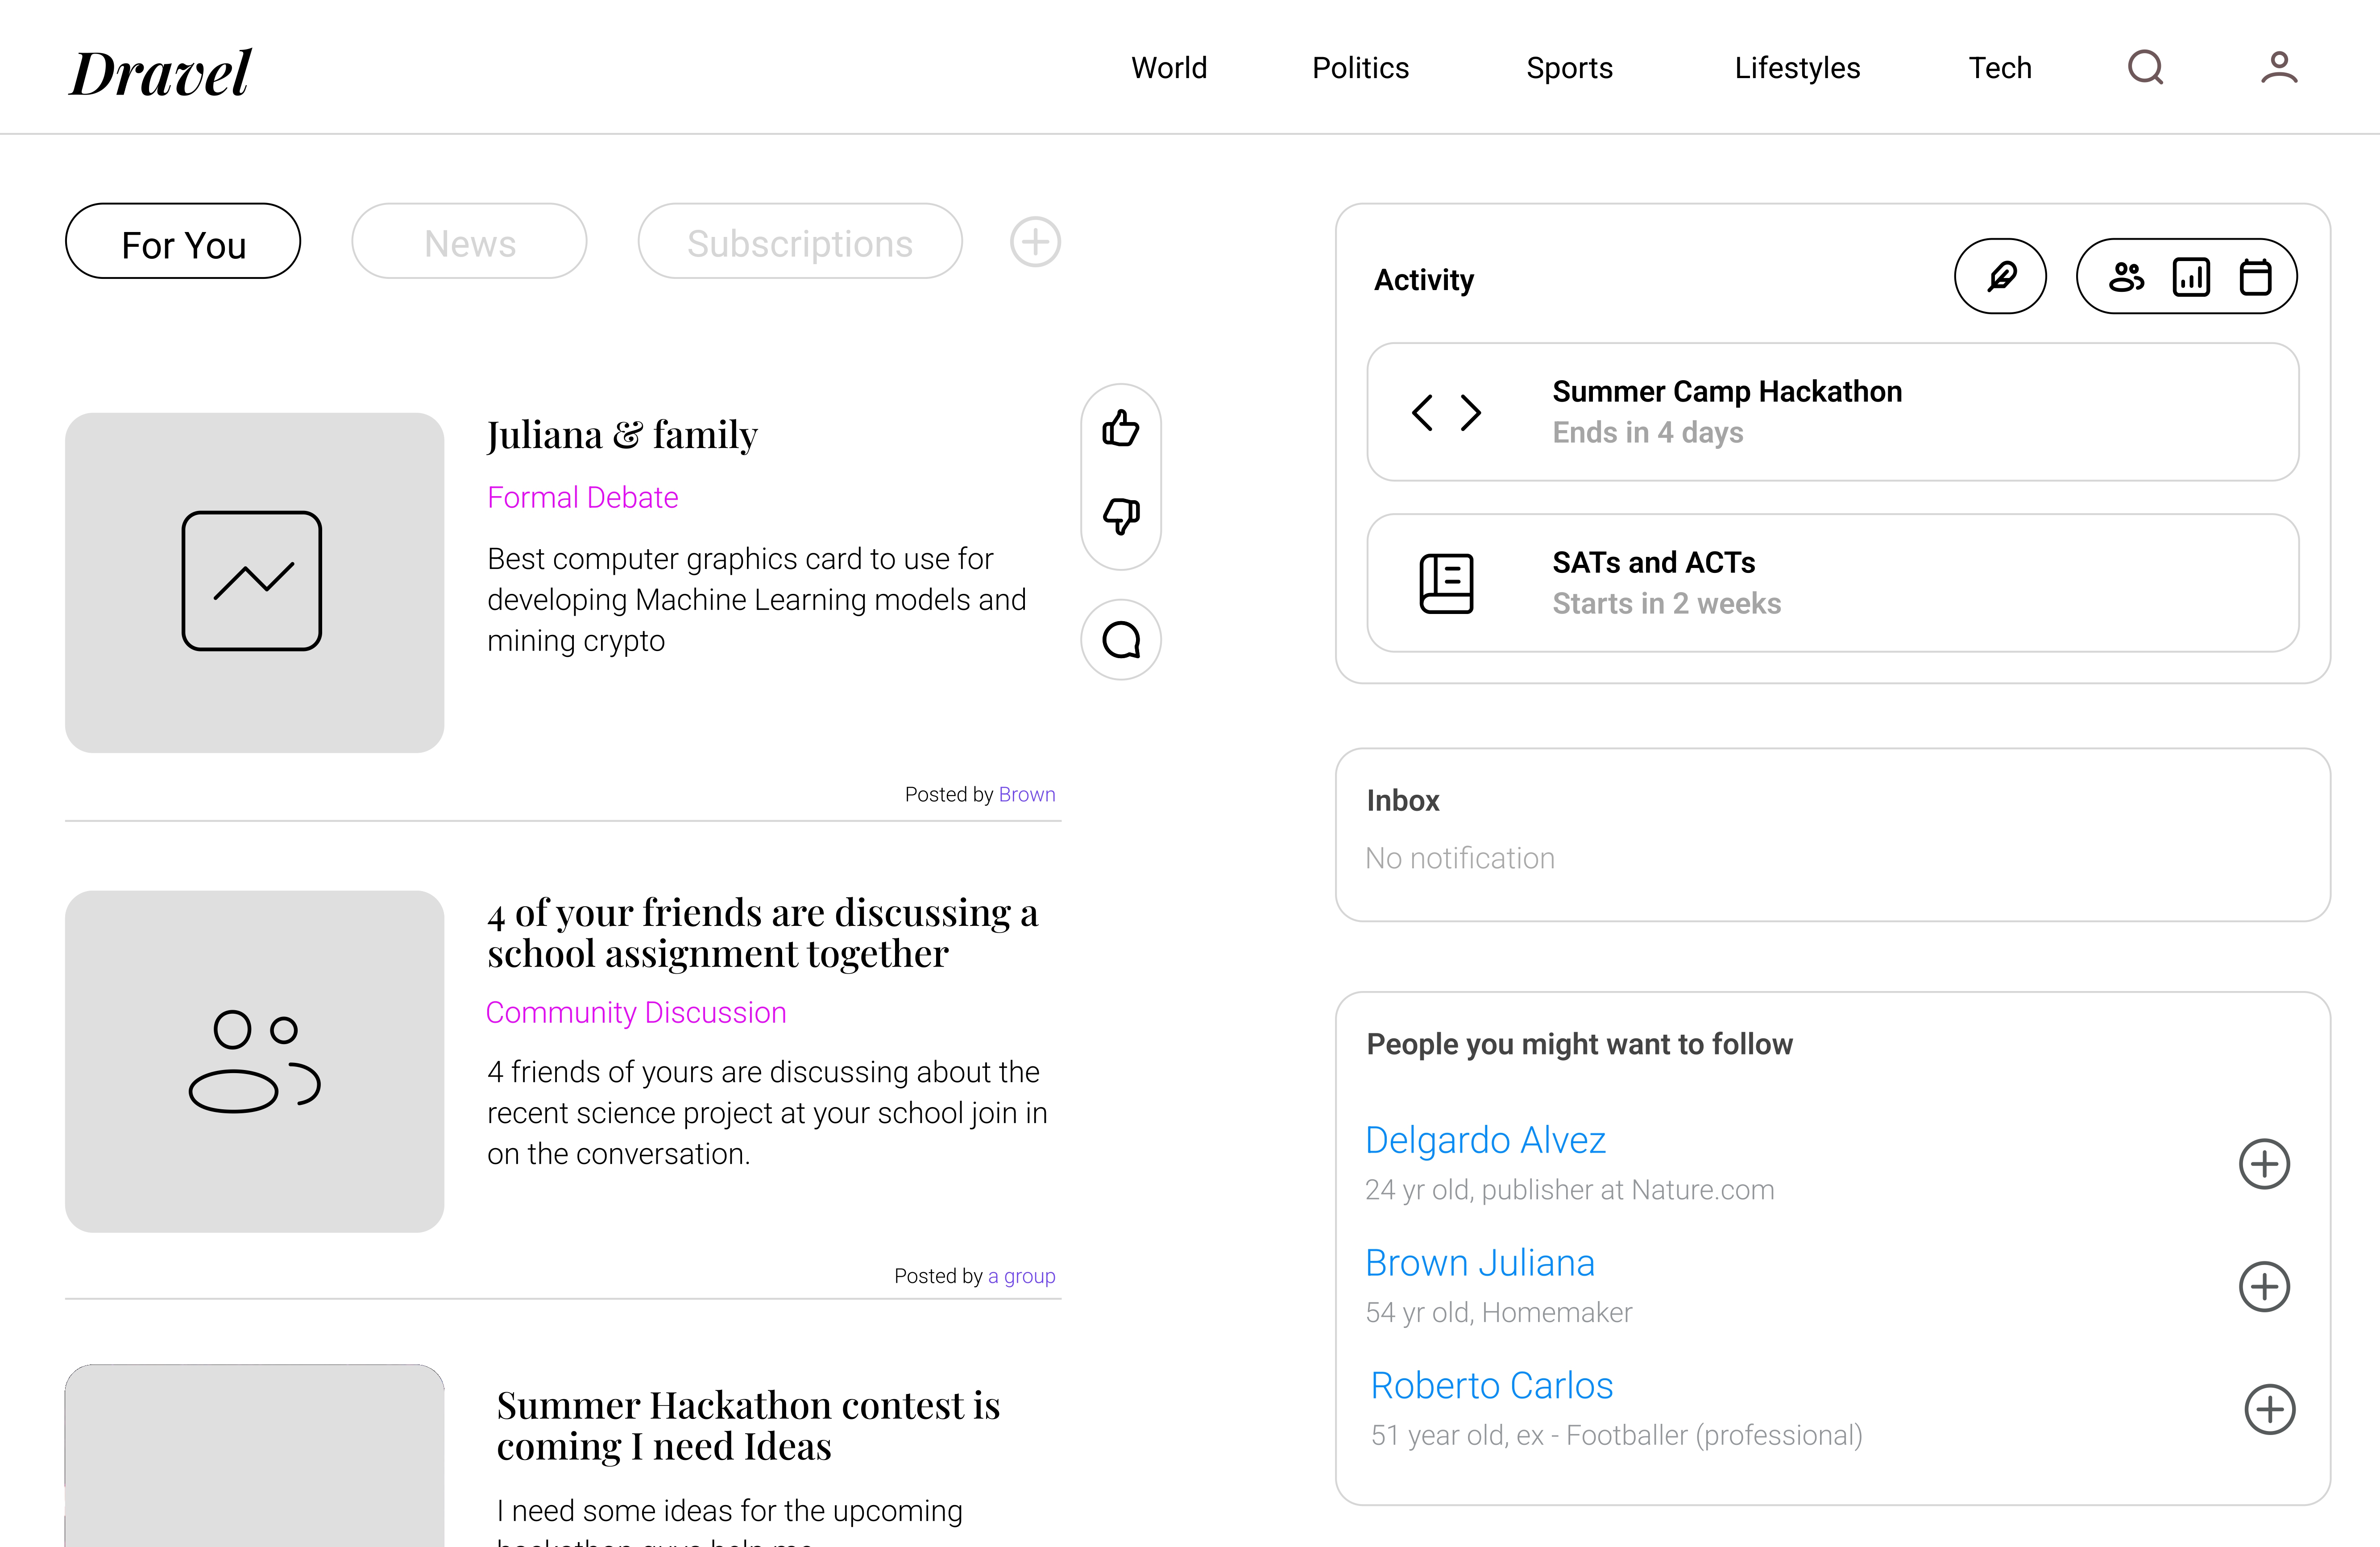 Dravel
World
Politics
Sports
Lifestyles
Tech
For You
News
Subscriptions
Juliana & family
Formal Debate
Best computer graphics card to use for
developing Machine Learning models and
mining crypto
Posted by Brown
4 of your friends are discussing a
school assignment together
Community Discussion
4 friends of yours are discussing about the
recent science project at your school join in
on the conversation.
Posted by a group
Summer Hackathon contest is
coming I need Ideas
I need some ideas for the upcoming
hackathon guys help me
Activity
Summer Camp Hackathon
Ends in 4 days
SATs and ACTs
Starts in 2 weeks
Inbox
No notification
People you might want to follow
Delgardo Alvez
24 yr old, publisher at Nature.com
Brown Juliana
54 yr old, Homemaker
Roberto Carlos
51 year old, ex - Footballer (professional)